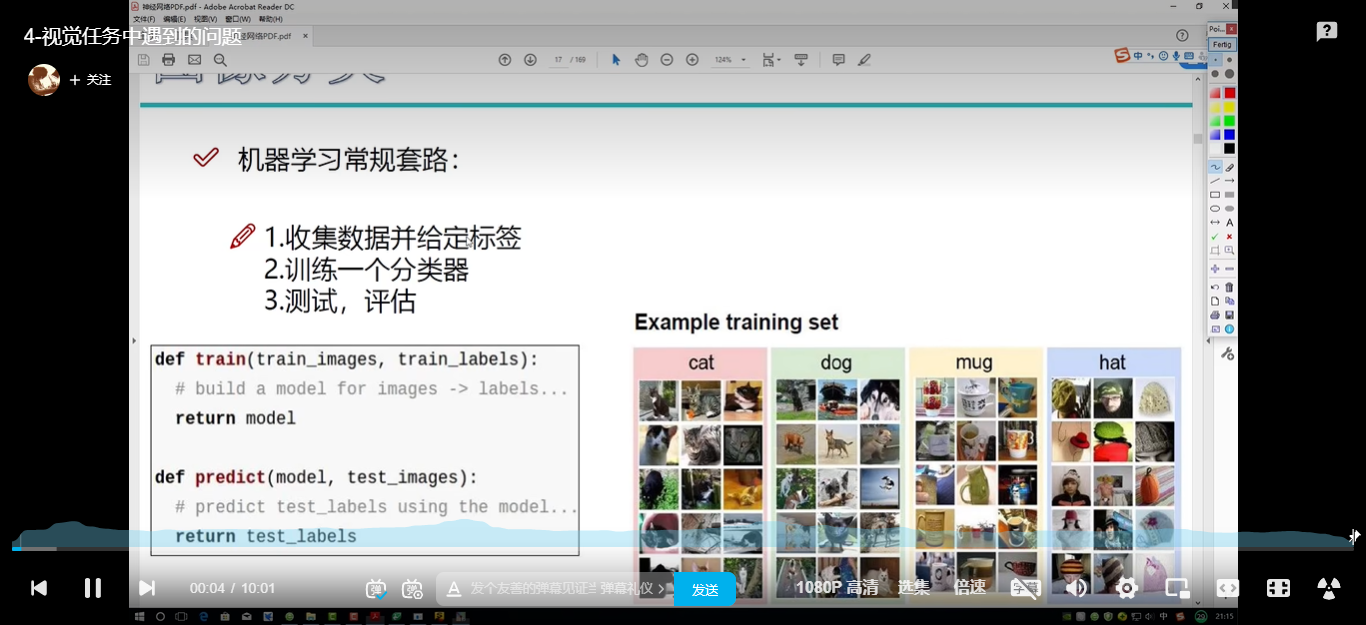 神经网络PDF.pdf - Adobe Acrobat Reader DC
文件(F) 编辑(E) 视图(V) 窗口(W) 帮助(H)
4-视觉任务中遇到的问题
网络PDF.pdf ×
+ 关注
17 / 169
124%
中
Fertig
机器学习常规套路：
1.收集数据并给定标签
2.训练一个分类器
3.测试，评估
Example training set
cat dog mug hat
def train(train_images, train_labels):
# build a model for images -> labels...
return model
def predict(model, test_images):
# predict test_labels using the model...
return test_labels
00:04 / 10:01
发个友善的弹幕见证
弹幕礼仪 >
发送
1080P 高清
选集
倍速
字幕
21:15